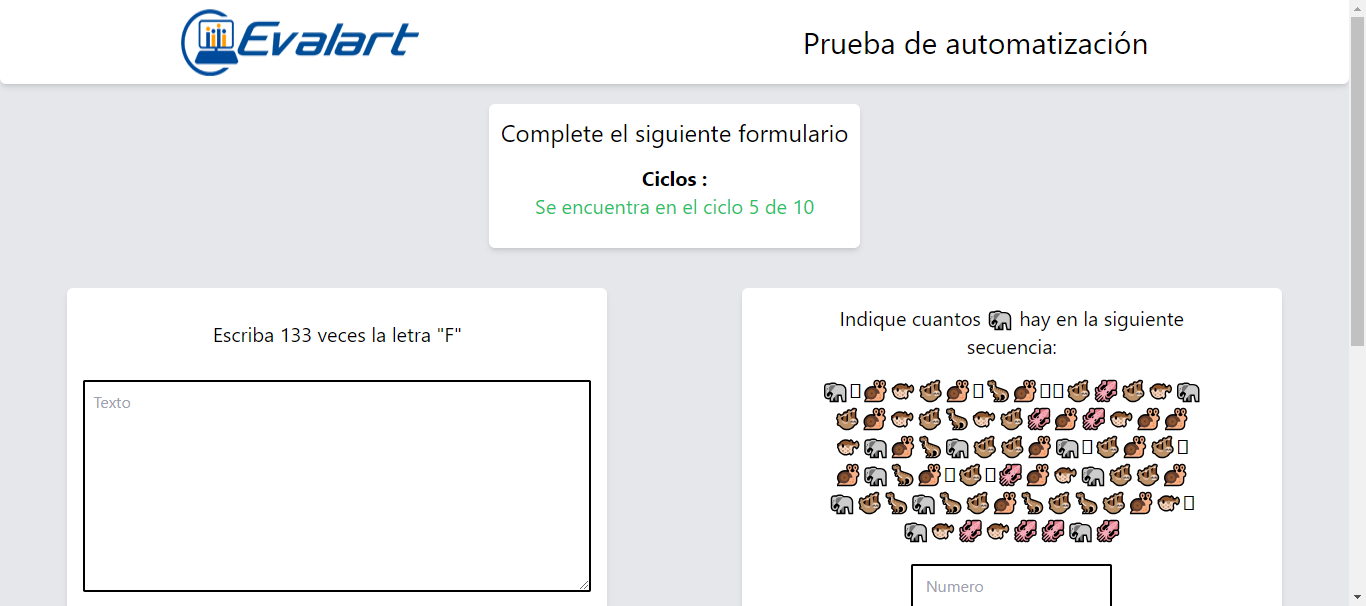 Evalart
Prueba de automatización
Complete el siguiente formulario
Ciclos :
Se encuentra en el ciclo 5 de 10
Escriba 133 veces la letra "F"
Texto
Indique cuantos 🐘 hay en la siguiente
secuencia:
Numero